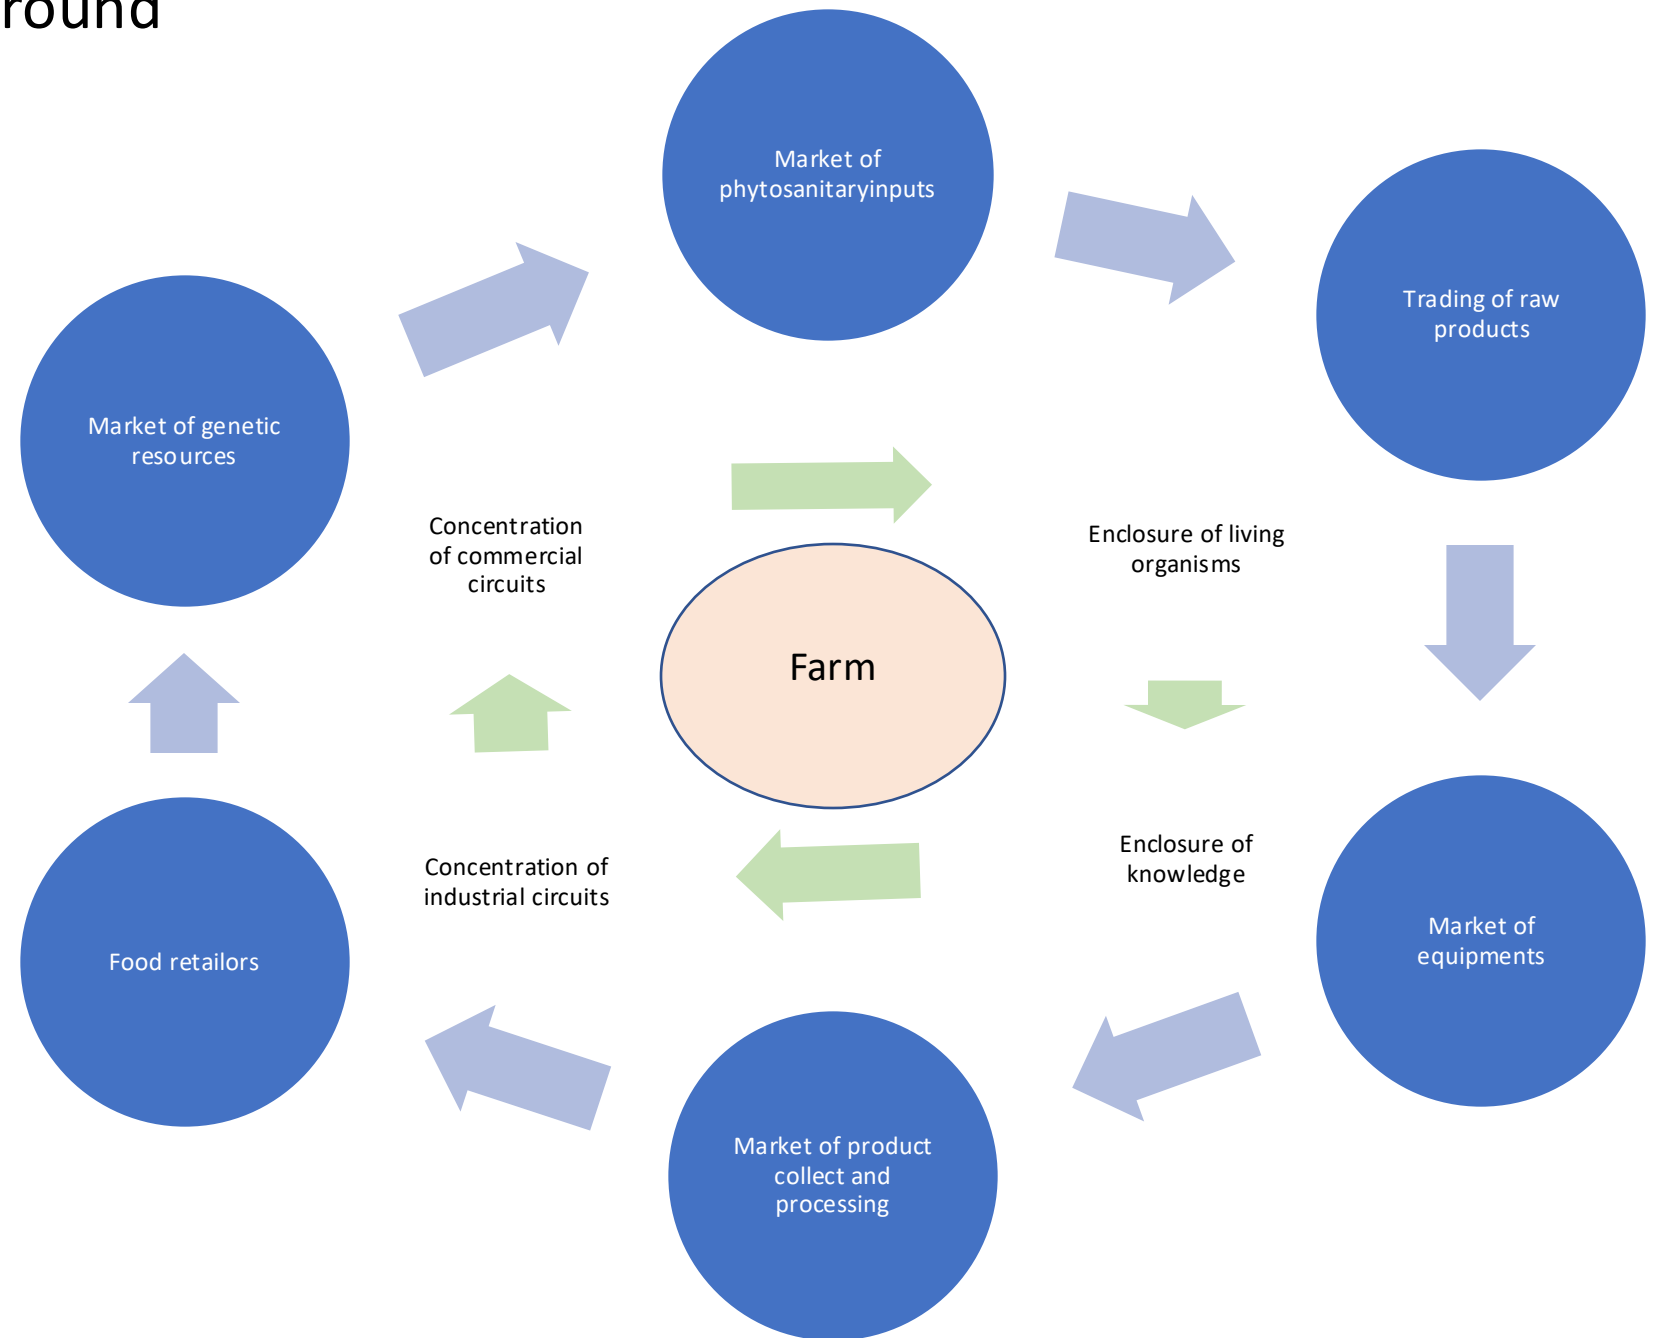 round
Market of
phytosanitaryinputs
Trading of raw
products
Market of genetic
resources
Concentration
of commercial
circuits
Enclosure of living
organisms
Farm
Enclosure of
knowledge
Concentration of
industrial circuits
Market of
equipments
Food retailors
Market of product
collect and
processing